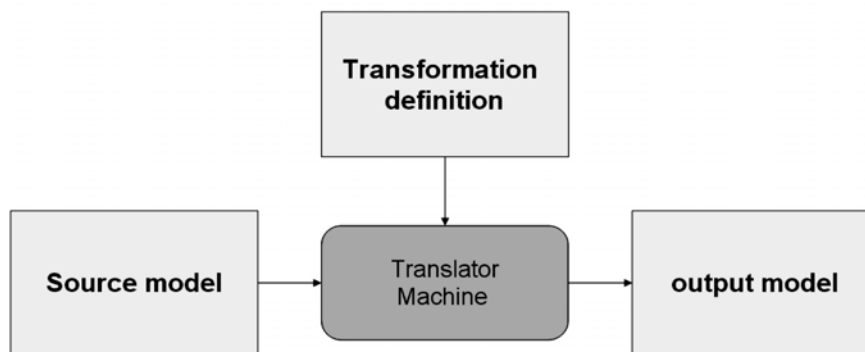 Transformation
definition
Source model
Translator
Machine
output model